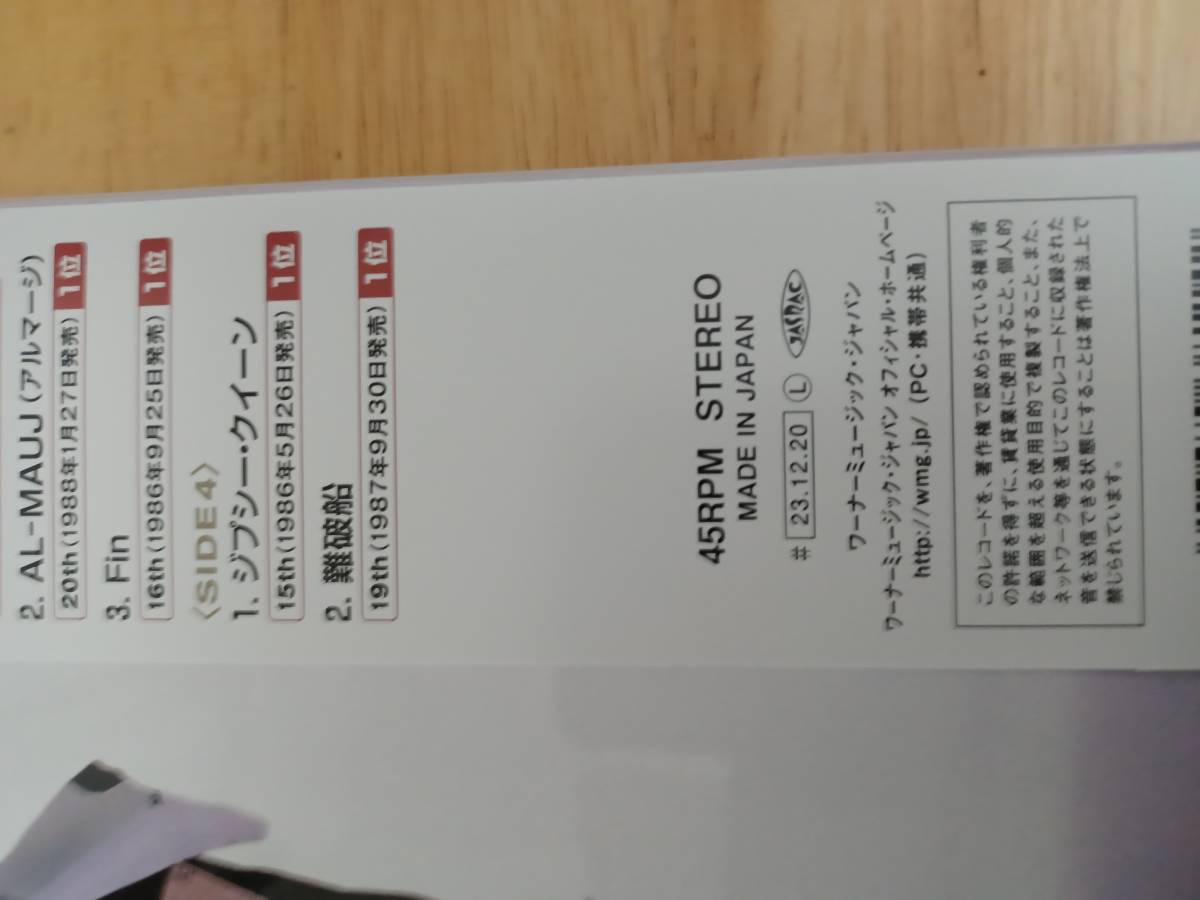 2. AL-MAUJ(アルマージ)
20th(1988年1月27日発売) 1位
3. Fin
16th(1986年9月25日発売) 1位
〈SIDE4〉
1. ジプシー・クイーン
15th(1986年5月26日発売) 1位
2. 難破船
19th(1987年9月30日発売) 1位
45RPM STEREO
MADE IN JAPAN
# 23.12.20 Ⓛ JASRAC
ワーナーミュージック・ジャパン
ワーナーミュージック・ジャパン オフィシャル・ホームページ
http://wmg.jp/ (PC・携帯共通)
このレコードを、著作権で認められている権利者
の許諾を得ずに、賃貸業に使用すること、個人的
な範囲を超える使用目的で複製すること、また、
ネットワーク等を通じてこのレコードに収録された
音を送信できる状態にすることは著作権法上で
禁じられています。